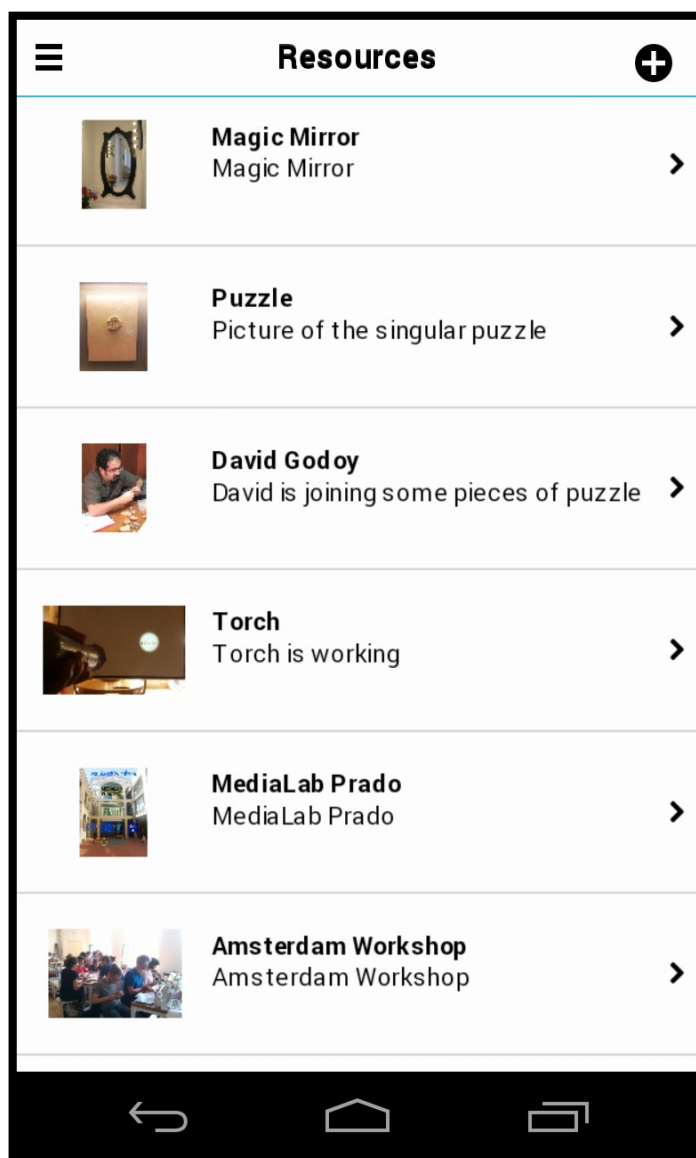 Resources
Magic Mirror
Magic Mirror
Puzzle
Picture of the singular puzzle
David Godoy
David is joining some pieces of puzzle
Torch
Torch is working
MediaLab Prado
MediaLab Prado
Amsterdam Workshop
Amsterdam Workshop